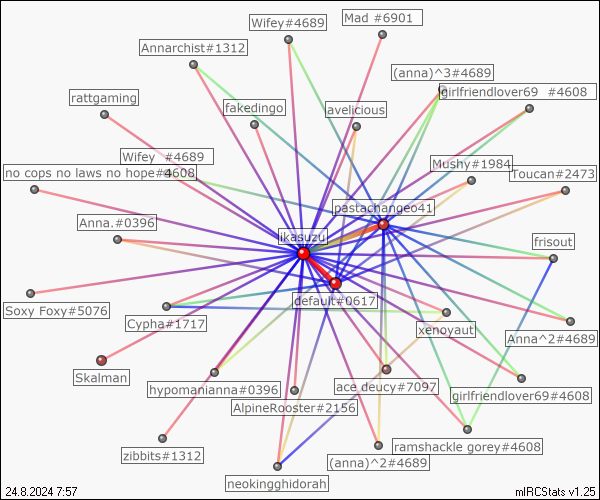 Mad #6901
Wifey#4689
Annarchist#1312
(anna)^3#4689
girlfriendlover69 #4608
rattgaming
fakedingo
lavelicious
Wifey #4689
Mushy#1984
no cops no laws no hope#4608
Toucan#2473
pastachangeo41
Anna.#0396
ikasuzu
frisout
default#0617
Soxy Foxy#5076
Cypha#1717
xenoyaut
Anna^2#4689
Skalman
hypomanianna#0396
ace deucy#7097
girlfriendlover69#4608
AlpineRooster#2156
ramshackle gorey#4608
zibbits#1312
(anna)^2#4689
neokingghidorah
24.8.2024 7:57
mIRCStats v1.25